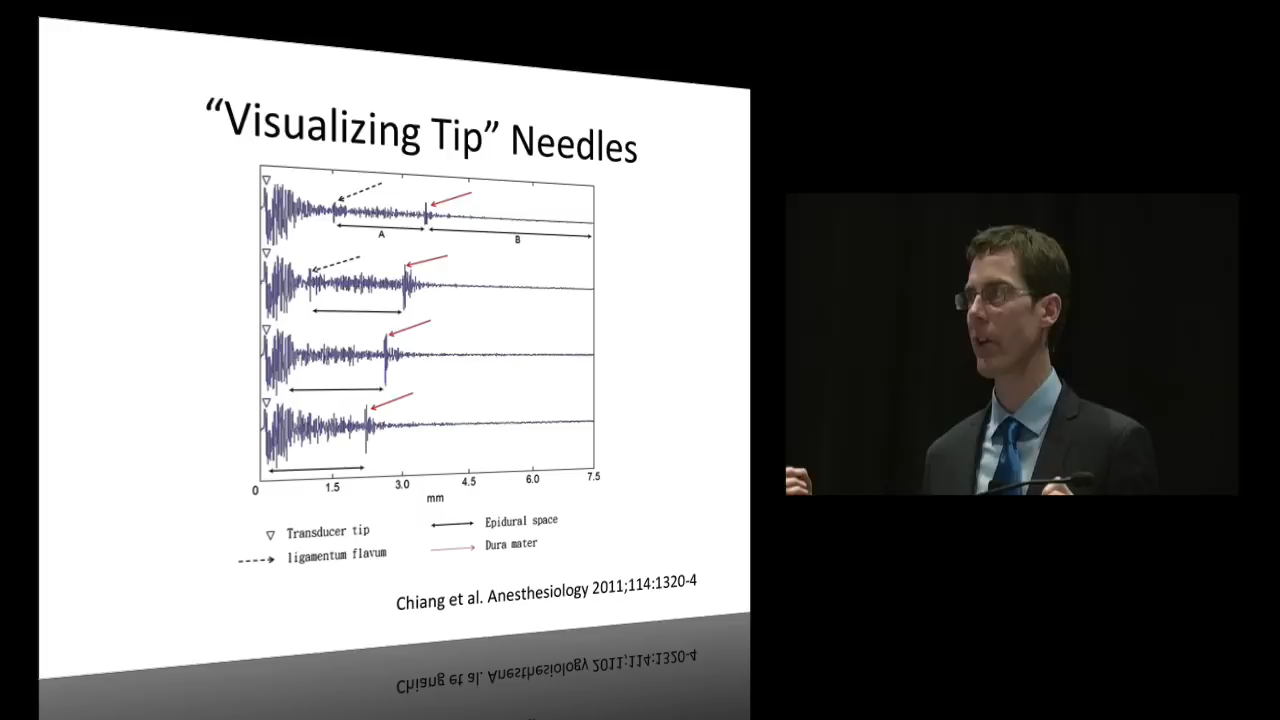 “Visualizing Tip” Needles
A
B
0 1.5 3.0 4.5 6.0 7.5
mm
Transducer tip
Epidural space
ligamentum flavum
Dura mater
Chiang et al. Anesthesiology 2011;114:1320-4
Chiang et al. Anesthesiology 2011;114:1320-4